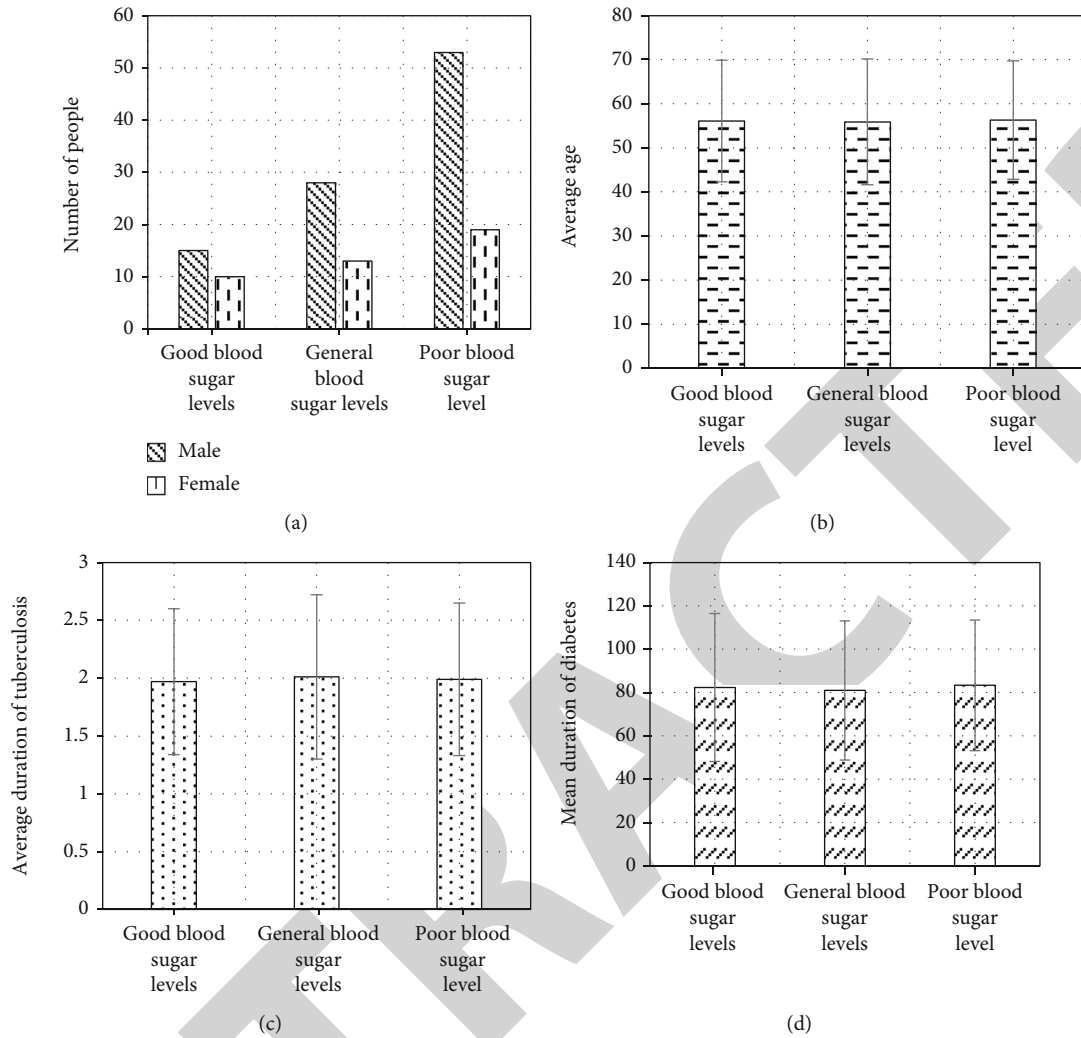 60
50
40
30
20
10
0
Number of people
Good blood
sugar
levels
General
blood
sugar levels
Poor blood
sugar
level
Male
Female
(a)
80
70
60
50
40
30
20
10
0
Average age
Good blood
sugar
levels
General blood
sugar
levels
Poor blood
sugar
level
(b)
3
2.5
2
1.5
1
0.5
0
Average duration of tuberculosis
Good blood
sugar
levels
General blood
sugar
levels
Poor blood
sugar
level
(c)
140
120
100
80
60
40
20
0
Mean duration of diabetes
Good blood
sugar
levels
General blood
sugar
levels
Poor blood
sugar
level
(d)